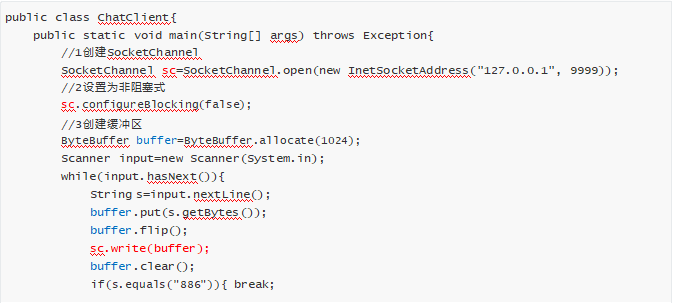 public class ChatClient{
public static void main(String[] args) throws Exception{
//1创建SocketChannel
SocketChannel sc=SocketChannel.open(new InetSocketAddress("127.0.0.1", 9999));
//2设置为非阻塞式
sc.configureBlocking(false);
//3创建缓冲区
ByteBuffer buffer=ByteBuffer.allocate(1024);
Scanner input=new Scanner(System.in);
while(input.hasNext()){
String s=input.nextLine();
buffer.put(s.getBytes());
buffer.flip();
sc.write(buffer);
buffer.clear();
if(s.equals("886")){ break;